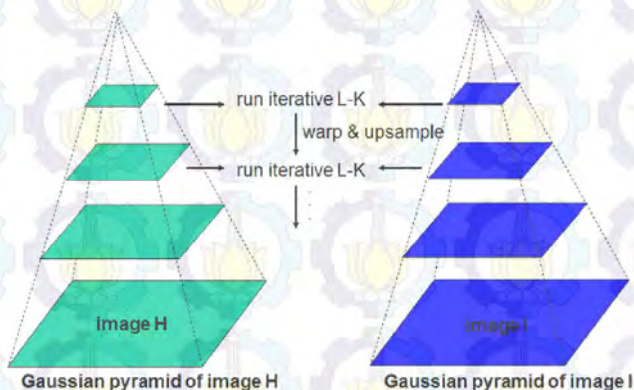 run iterative L-K
warp & upsample
run iterative L-K
image H
image I
Gaussian pyramid of image H
Gaussian pyramid of image I